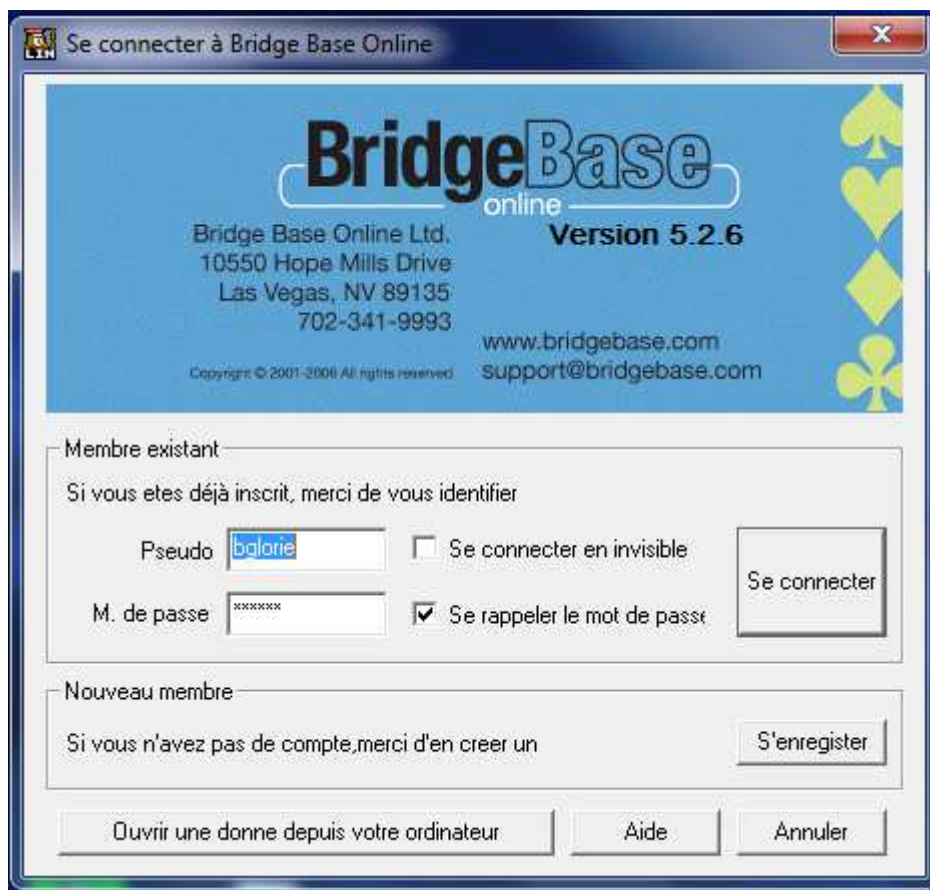 Se connecter à Bridge Base Online
BridgeBase
online
Bridge Base Online Ltd.
Version 5.2.6
10550 Hope Mills Drive
Las Vegas, NV 89135
702-341-9993
www.bridgebase.com
Copyright © 2001-2006 All rights reserved
support@bridgebase.com
Membre existant
Si vous etes déjà inscrit, merci de vous identifier
Pseudo bglorie Se connecter en invisible
Se connecter
M. de passe ****** Se rappeler le mot de passe
Nouveau membre
Si vous n'avez pas de compte,merci d'en creer un S'enregister
Ouvrir une donne depuis votre ordinateur Aide Annuler